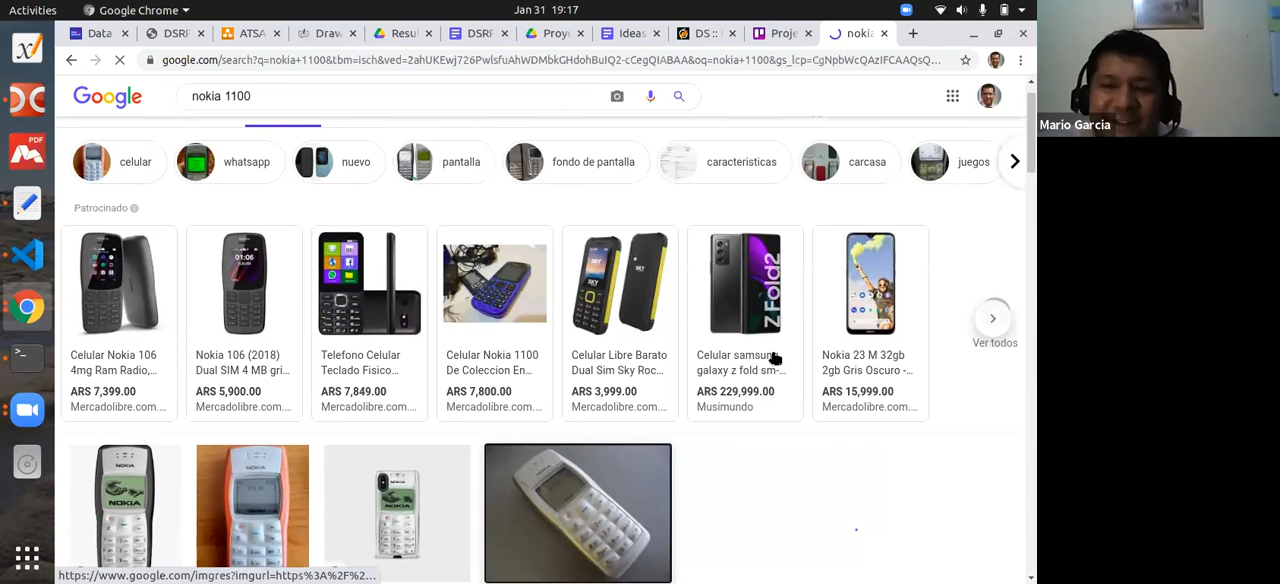 Activities
Google Chrome
Jan 31 19:17
Data
DSRF
ATSA
Draw
Resu
DSRF
Proye
Ideas
DS ::
Proje
nokia
google.com/search?q=nokia+1100&tbm=isch&ved=2ahUKEwj726PwlsfuAhWDMbkGHdohBuIQ2-cCegQIABAA&oq=nokia+1100&gs_lcp=CgNpbWcQAzIFCAAQsQ...
Google
nokia 1100
Mario Garcia
celular
whatsapp
nuevo
pantalla
fondo de pantalla
caracteristicas
carcasa
juegos
Patrocinado
Z Fold2
Celular Nokia 106
4mg Ram Radio,...
ARS 7,399.00
Mercadolibre.com....
Nokia 106 (2018)
Dual SIM 4 MB gri...
ARS 5,900.00
Mercadolibre.com....
Telefono Celular
Teclado Fisico...
ARS 7,849.00
Mercadolibre.com....
Celular Nokia 1100
De Coleccion En...
ARS 7,800.00
Mercadolibre.com....
Celular Libre Barato
Dual Sim Sky Roc...
ARS 3,999.00
Mercadolibre.com....
Celular samsung
galaxy z fold sm-...
ARS 229,999.00
Musimundo
Nokia 23 M 32gb
2gb Gris Oscuro -...
ARS 15,999.00
Mercadolibre.com....
Ver todos
NOKIA
NOKIA
NOKIA
NOKIA
https://www.google.com/imgres?imgurl=https%3A%2F%2...